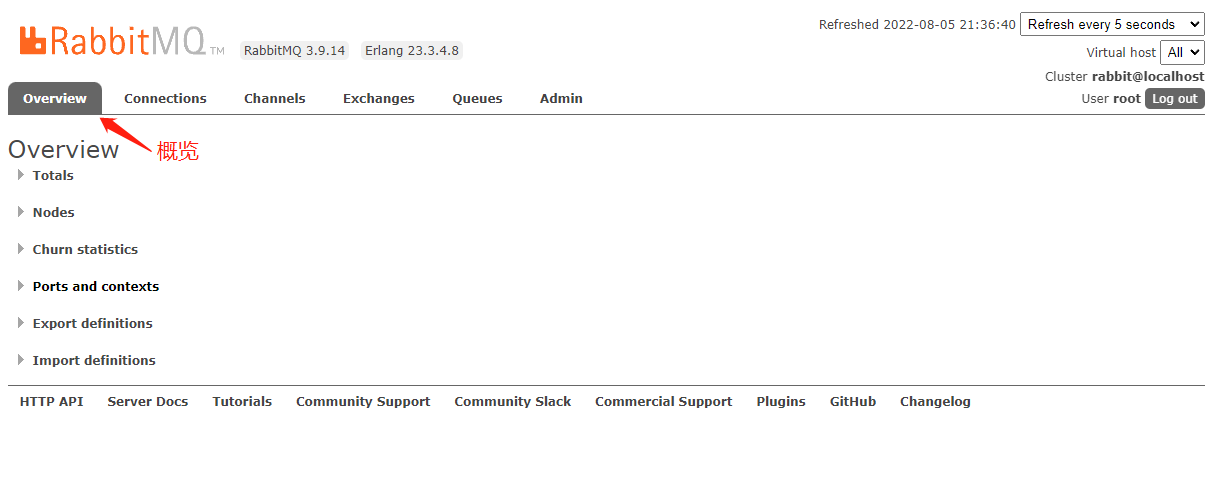 RabbitMQ TM RabbitMQ 3.9.14 Erlang 23.3.4.8
Refreshed 2022-08-05 21:36:40 Refresh every 5 seconds
Virtual host All
Cluster rabbit@localhost
User root Log out
Overview Connections Channels Exchanges Queues Admin
Overview
概览
Totals
Nodes
Churn statistics
Ports and contexts
Export definitions
Import definitions
HTTP API Server Docs Tutorials Community Support Community Slack Commercial Support Plugins GitHub Changelog